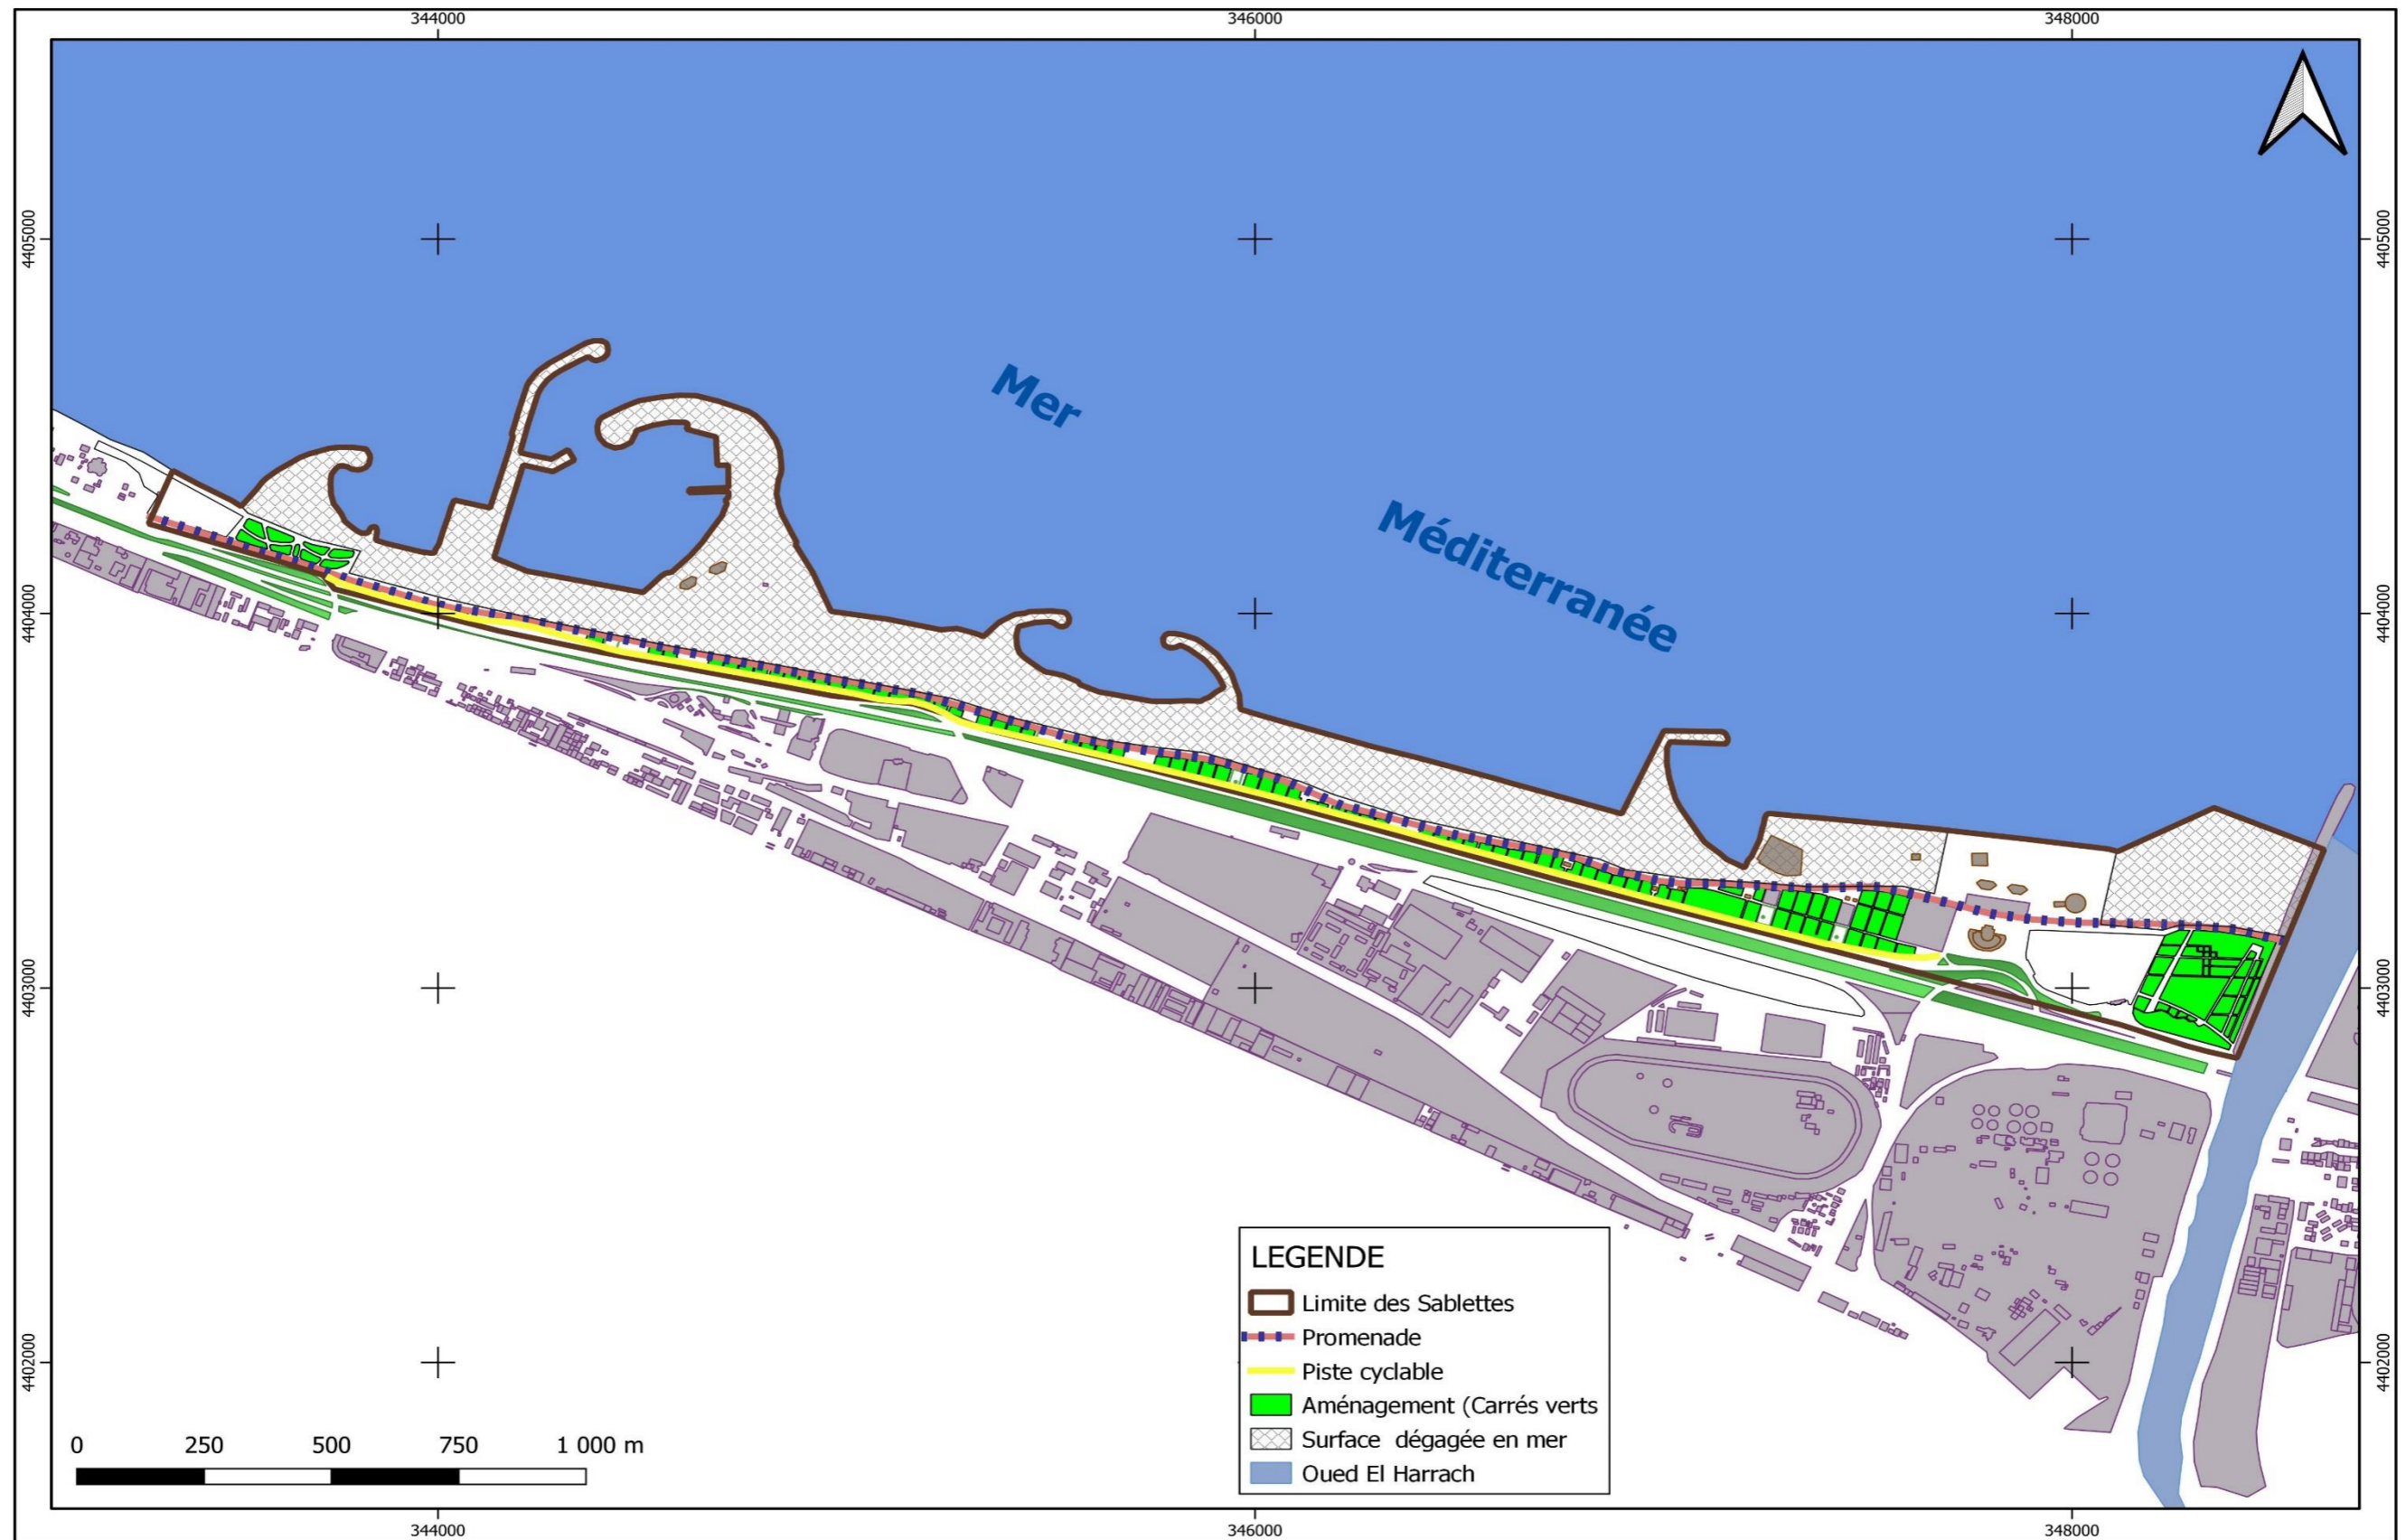 344000
346000
348000
4405000
4405000
Mer
Méditerranée
4404000
4404000
4403000
4403000
4402000
4402000
LEGENDE
Limite des Sablettes
Promenade
Piste cyclable
Aménagement (Carrés verts
Surface dégagée en mer
Oued El Harrach
0 250 500 750 1 000 m
344000
346000
348000